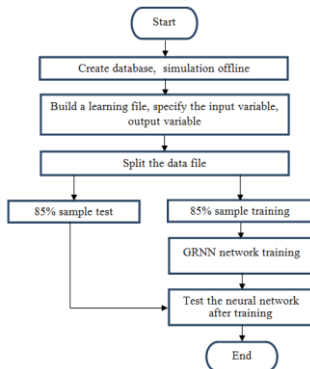 Start
Create database, simulation offline
Build a learning file, specify the input variable,
output variable
Split the data file
85% sample test
85% sample training
GRNN network training
Test the neural network
after training
End